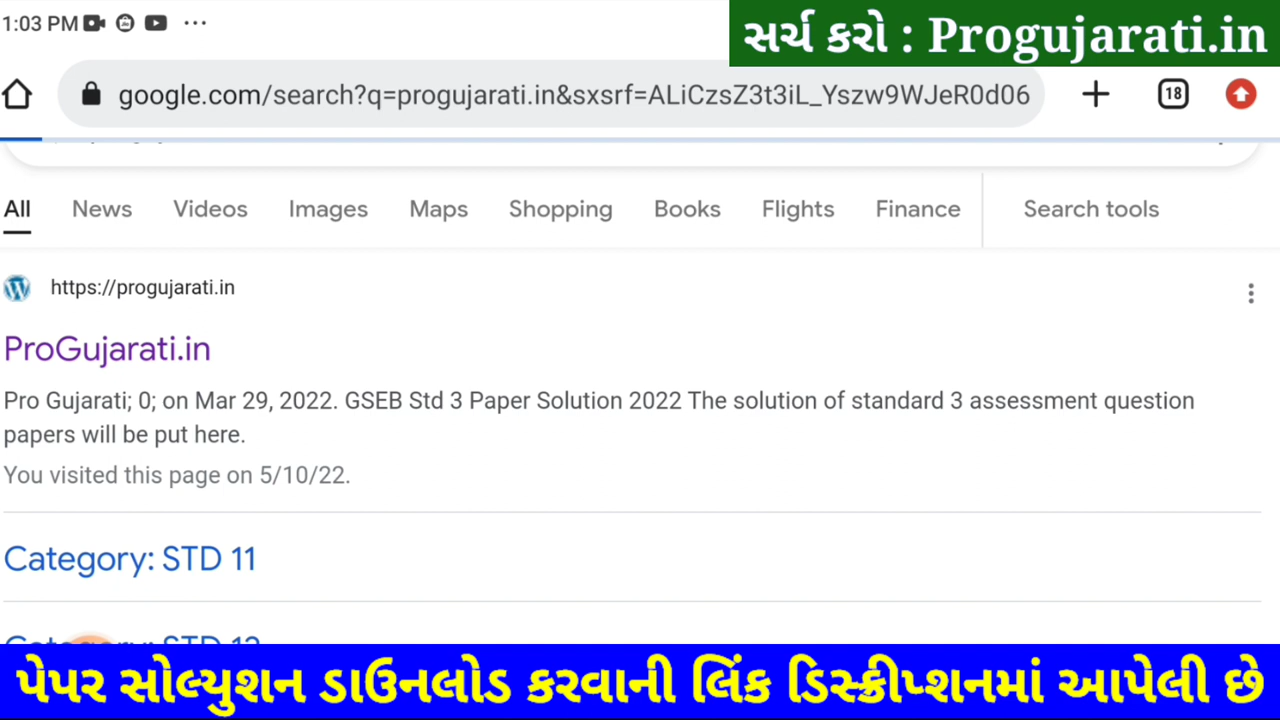 1:03 PM
સર્ચ કરો : Progujarati.in
google.com/search?q=progujarati.in&sxsrf=ALiCzsZ3t3iL_Yszw9WJeR0d06
18
All News Videos Images Maps Shopping Books Flights Finance Search tools
https://progujarati.in
ProGujarati.in
Pro Gujarati; 0; on Mar 29, 2022. GSEB Std 3 Paper Solution 2022 The solution of standard 3 assessment question
papers will be put here.
You visited this page on 5/10/22.
Category: STD 11
Category: STD 12
પેપર સોલ્યુશન ડાઉનલોડ કરવાની લિંક ડિસ્ક્રીપ્શનમાં આપેલી છે